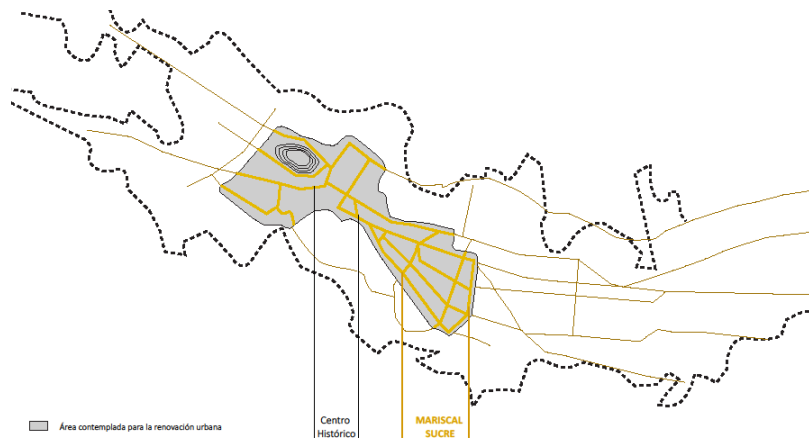 Área contemplada para la renovación urbana
Centro
Histórico
MARISCAL
SUCRE